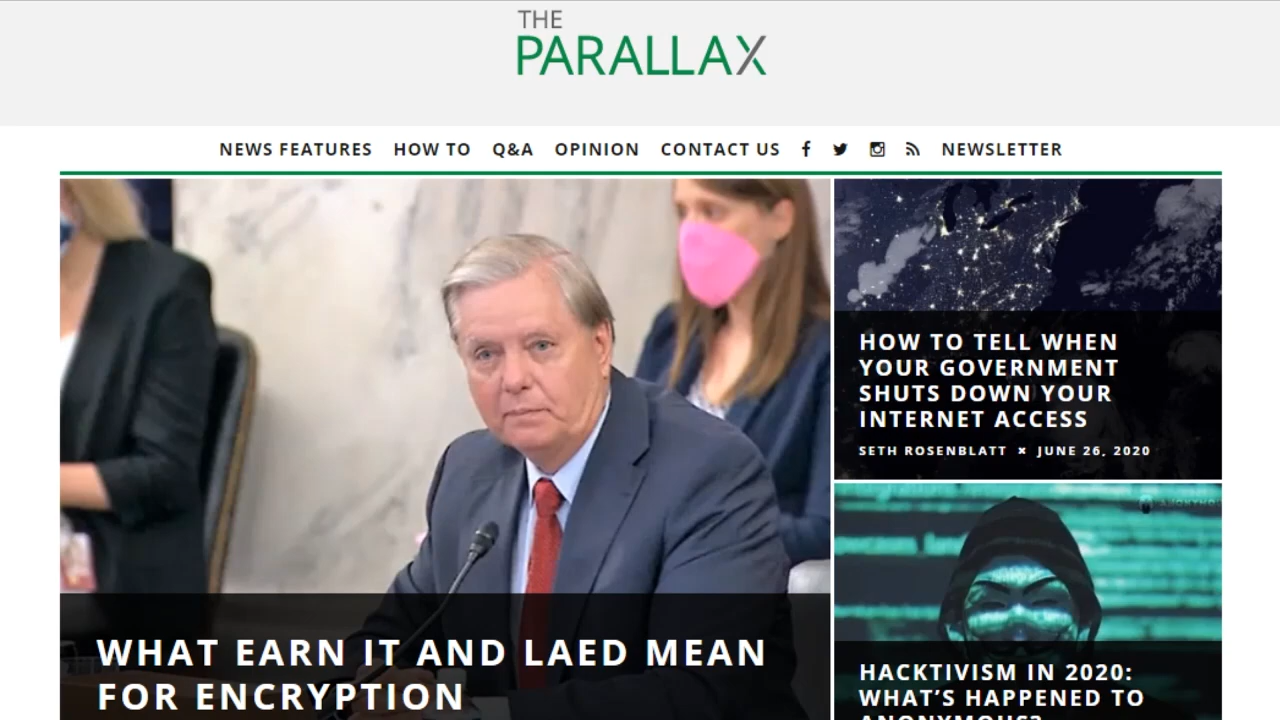 THE
PARALLAX
NEWS FEATURES HOW TO Q&A OPINION CONTACT US NEWSLETTER
WHAT EARN IT AND LAED MEAN
FOR ENCRYPTION
HOW TO TELL WHEN
YOUR GOVERNMENT
SHUTS DOWN YOUR
INTERNET ACCESS
SETH ROSENBLATT × JUNE 26, 2020
HACKTIVISM IN 2020:
WHAT'S HAPPENED TO
ANONYMOUS?